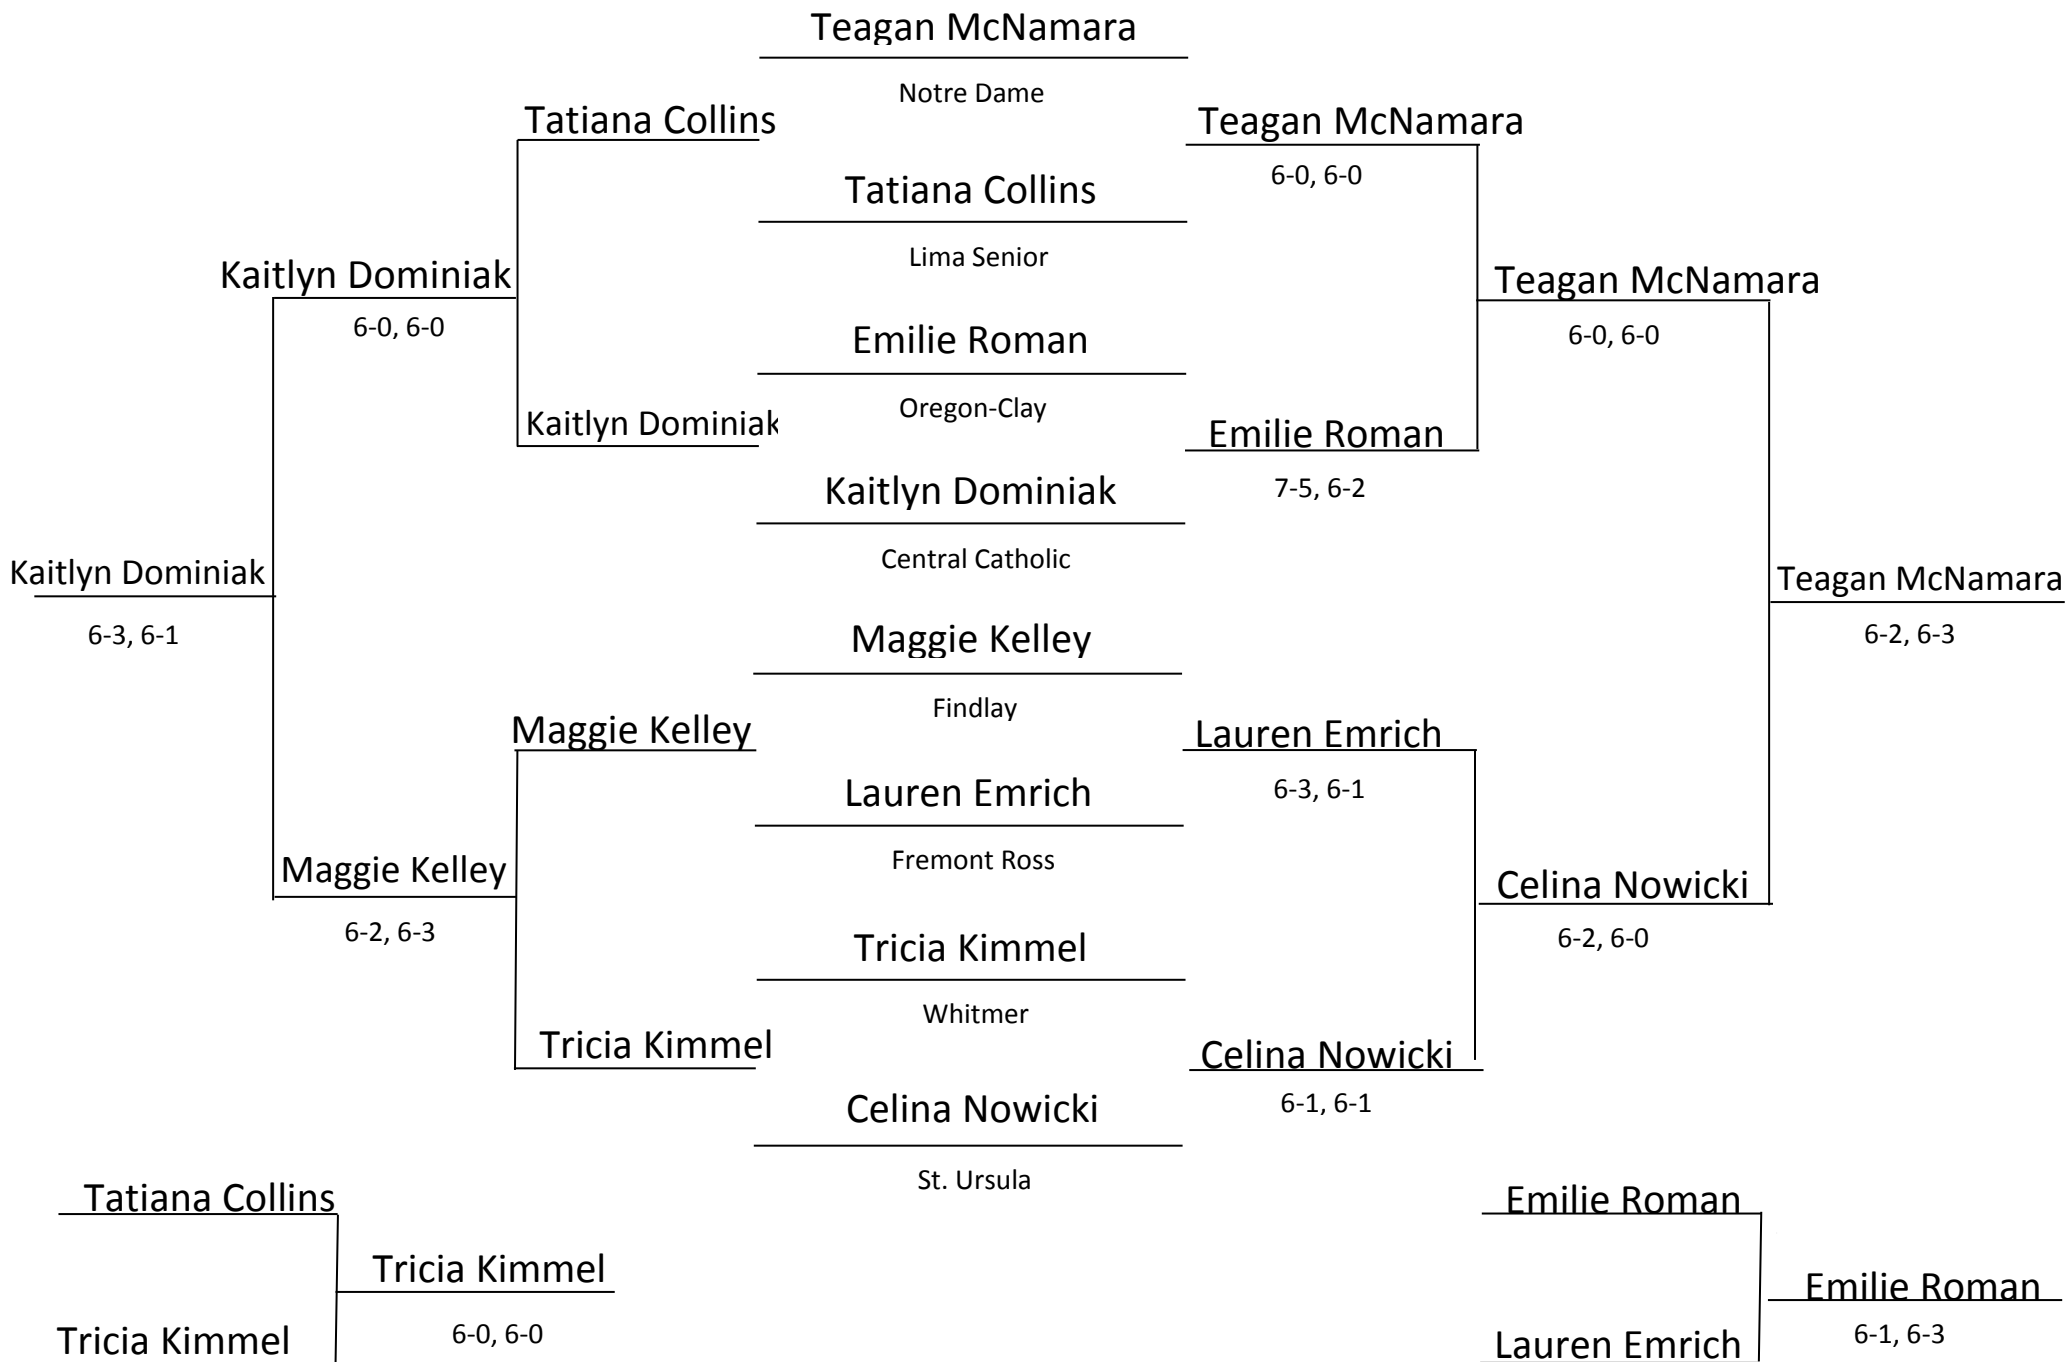 Teagan McNamara
Notre Dame
Tatiana Collins
Teagan McNamara
6-0, 6-0
Tatiana Collins
Lima Senior
Kaitlyn Dominiak
6-0, 6-0
Teagan McNamara
6-0, 6-0
Emilie Roman
Oregon-Clay
Kaitlyn Dominiak
Emilie Roman
7-5, 6-2
Kaitlyn Dominiak
Central Catholic
Kaitlyn Dominiak
6-3, 6-1
Teagan McNamara
6-2, 6-3
Maggie Kelley
Findlay
Maggie Kelley
Lauren Emrich
6-3, 6-1
Lauren Emrich
Fremont Ross
Maggie Kelley
6-2, 6-3
Celina Nowicki
6-2, 6-0
Tricia Kimmel
Whitmer
Tricia Kimmel
Celina Nowicki
6-1, 6-1
Celina Nowicki
St. Ursula
Tatiana Collins
Tricia Kimmel
6-0, 6-0
Tricia Kimmel
Emilie Roman
Emilie Roman
6-1, 6-3
Lauren Emrich